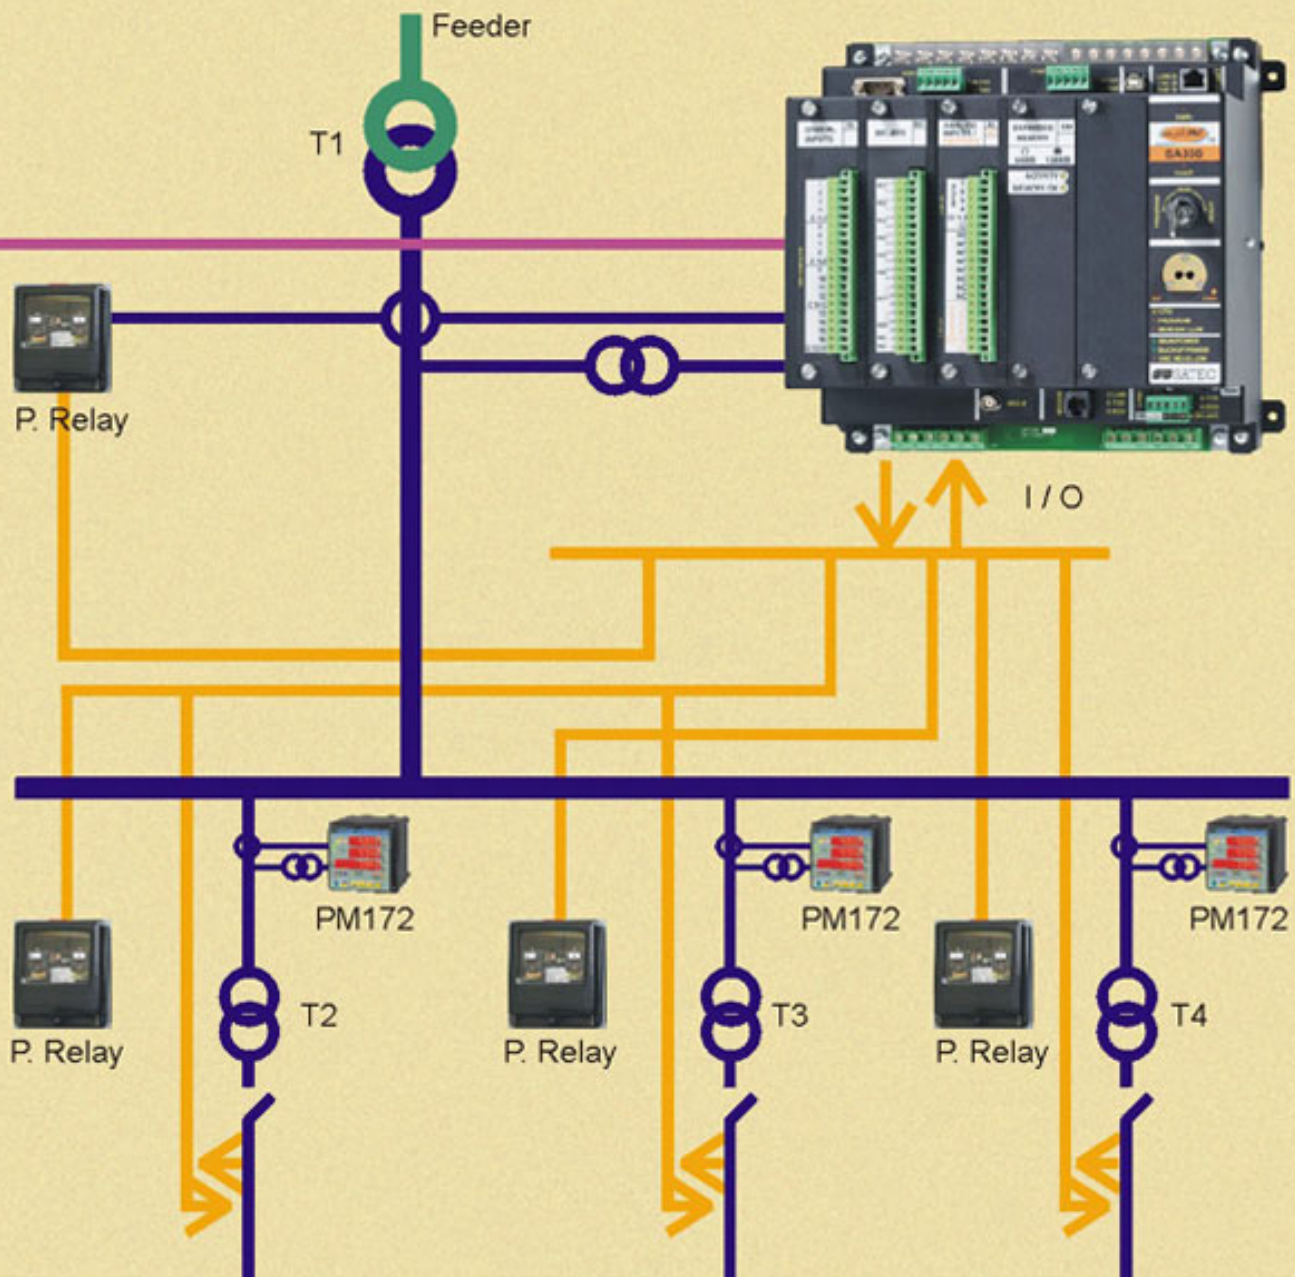 Feeder
T1
P. Relay
SATEC
I / O
PM172
PM172
PM172
T2
T3
T4
P. Relay
P. Relay
P. Relay